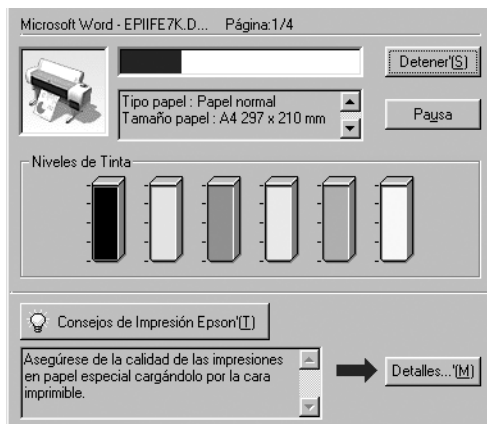 Microsoft Word - EPIIFE7K.D... Página:1/4
Detener'(S)
Tipo papel : Papel normal
Tamaño papel : A4 297 x 210 mm
Pausa
Niveles de Tinta
Consejos de Impresión Epson'(T)
Asegúrese de la calidad de las impresiones
en papel especial cargándolo por la cara
imprimible.
Detalles...'(M)